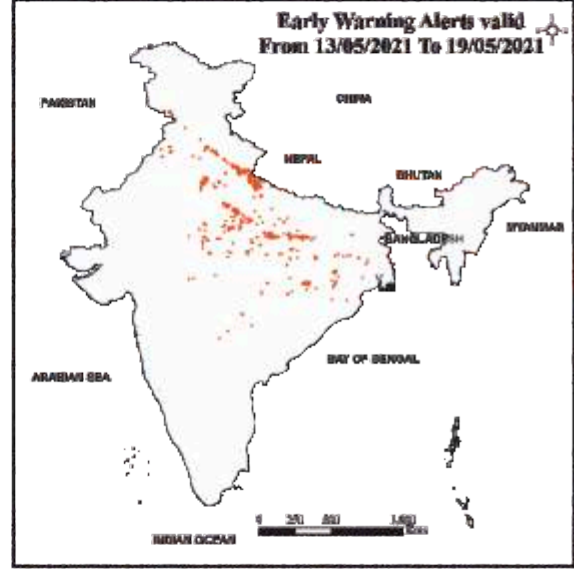 Early Warning Alerts valid
From 13/05/2021 To 19/05/2021
PAKISTAN
CHINA
NEPAL
BHUTAN
MYANMAR
BANGLADESH
BAY OF BENGAL
ARABIAN SEA
INDIAN OCEAN
0